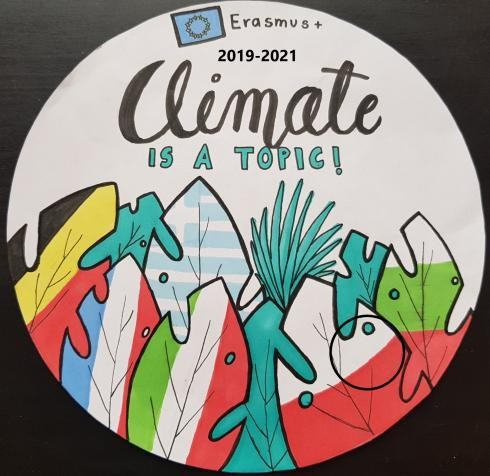 Erasmus+
2019-2021
Climate
IS A TOPIC!